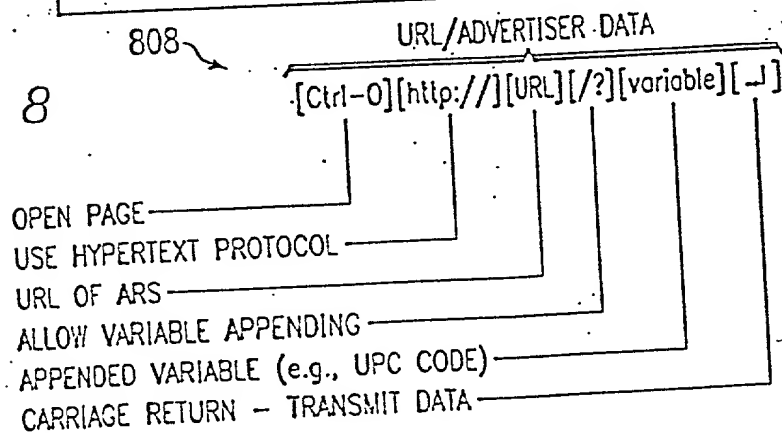 808
URL/ADVERTISER DATA
8
[Ctrl-O][http://][URL][/?][variable][↵]
OPEN PAGE
USE HYPERTEXT PROTOCOL
URL OF ARS
ALLOW VARIABLE APPENDING
APPENDED VARIABLE (e.g., UPC CODE)
CARRIAGE RETURN - TRANSMIT DATA